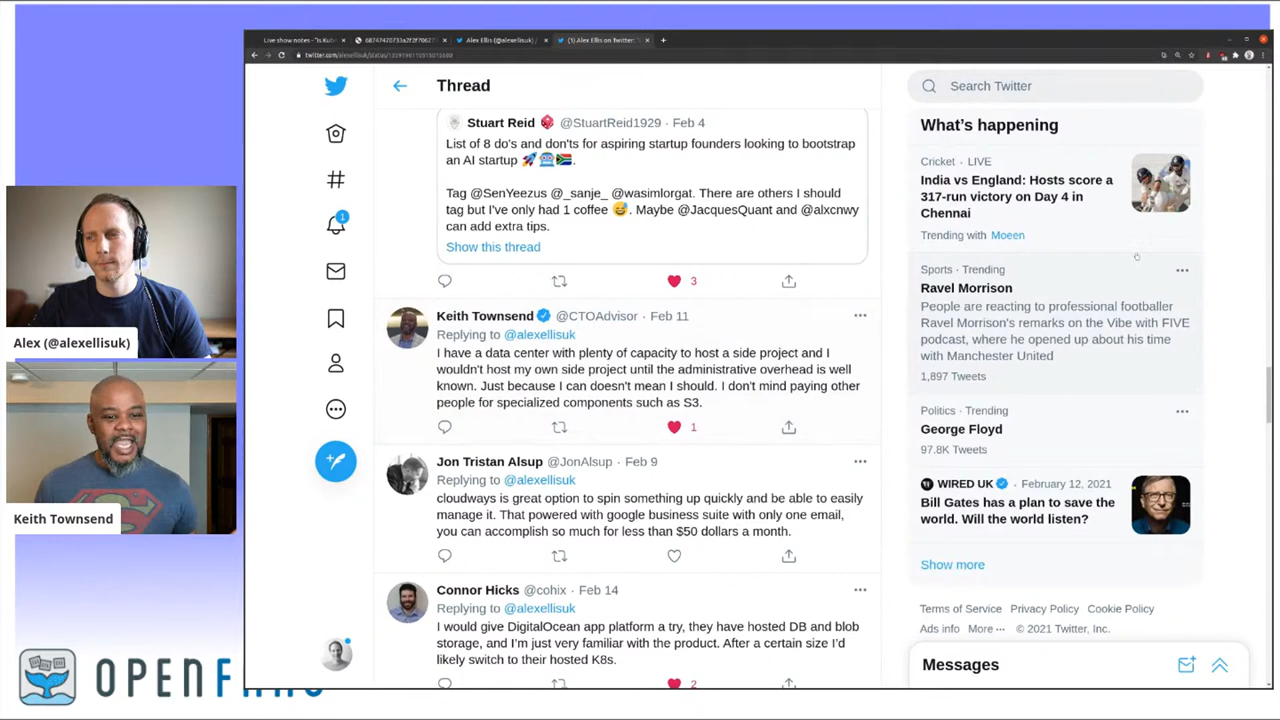 Live show notes - "Is Kub
Alex Ellis (@alexellisuk) /
(1) Alex Ellis on Twitter: "
Thread
Search Twitter
Stuart Reid @StuartReid1929 · Feb 4
List of 8 do's and don'ts for aspiring startup founders looking to bootstrap
an AI startup 🚀🤖🇿🇦.
Tag @SenYeezus @_sanje_ @wasimlorgat. There are others I should
tag but I've only had 1 coffee 😅. Maybe @JacquesQuant and @alxcnwy
can add extra tips.
Show this thread
3
Keith Townsend @CTOAdvisor · Feb 11
Replying to @alexellisuk
I have a data center with plenty of capacity to host a side project and I
wouldn't host my own side project until the administrative overhead is well
known. Just because I can doesn't mean I should. I don't mind paying other
people for specialized components such as S3.
1
Jon Tristan Alsup @JonAlsup · Feb 9
Replying to @alexellisuk
cloudways is great option to spin something up quickly and be able to easily
manage it. That powered with google business suite with only one email,
you can accomplish so much for less than $50 dollars a month.
Connor Hicks @cohix · Feb 14
Replying to @alexellisuk
I would give DigitalOcean app platform a try, they have hosted DB and blob
storage, and I'm just very familiar with the product. After a certain size I'd
likely switch to their hosted K8s.
2
What's happening
Cricket · LIVE
India vs England: Hosts score a
317-run victory on Day 4 in
Chennai
Trending with Moeen
Sports · Trending
Ravel Morrison
People are reacting to professional footballer
Ravel Morrison's remarks on the Vibe with FIVE
podcast, where he opened up about his time
with Manchester United
1,897 Tweets
Politics · Trending
George Floyd
97.8K Tweets
WIRED UK · February 12, 2021
Bill Gates has a plan to save the
world. Will the world listen?
Show more
Terms of Service Privacy Policy Cookie Policy
Ads info More ··· © 2021 Twitter, Inc.
Messages
1
Alex (@alexellisuk)
Keith Townsend
OPENF